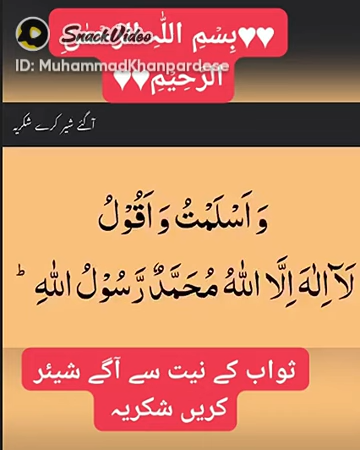 ♥♥بِسْمِ اللّٰهِ الرَّحْمٰنِ
الرَّحِيْمِ♥♥
SnackVideo
ID: MuhammadKhanpardese
آگے شیر کرے شکریہ
وَ اَسْلَمْتُ وَ اَقُوْلُ
لَآ اِلٰهَ اِلَّا اللّٰهُ مُحَمَّدٌ رَّسُوْلُ اللّٰهِ ؕ
ثواب کے نیت سے آگے شیئر
کریں شکریہ